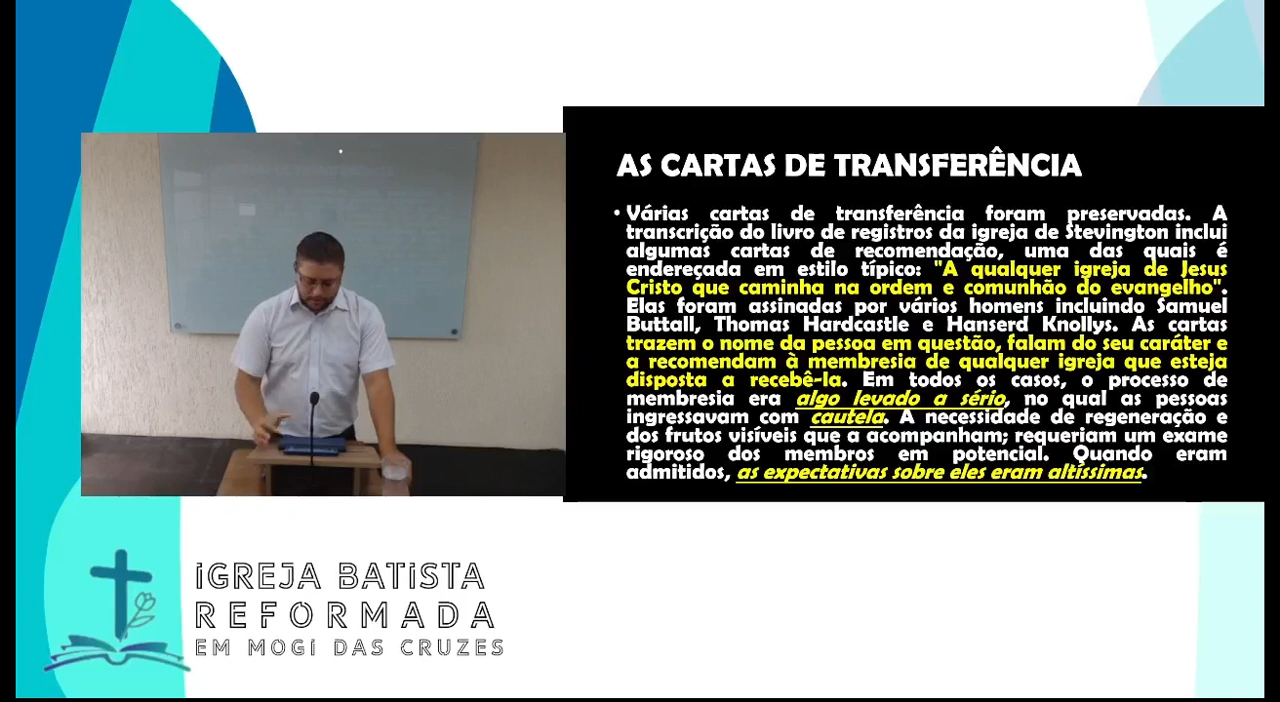 AS CARTAS DE TRANSFERÊNCIA
• Várias cartas de transferência foram preservadas. A
transcrição do livro de registros da igreja de Stevington inclui
algumas cartas de recomendação, uma das quais é
endereçada em estilo típico: "A qualquer igreja de Jesus
Cristo que caminha na ordem e comunhão do evangelho".
Elas foram assinadas por vários homens incluindo Samuel
Buttall, Thomas Hardcastle e Hanserd Knollys. As cartas
trazem o nome da pessoa em questão, falam do seu caráter e
a recomendam à membresia de qualquer igreja que esteja
disposta a recebê-la. Em todos os casos, o processo de
membresia era algo levado a sério, no qual as pessoas
ingressavam com cautela. A necessidade de regeneração e
dos frutos visíveis que a acompanham; requeriam um exame
rigoroso dos membros em potencial. Quando eram
admitidos, as expectativas sobre eles eram altíssimas.
IGREJA BATISTA
REFORMADA
EM MOGI DAS CRUZES